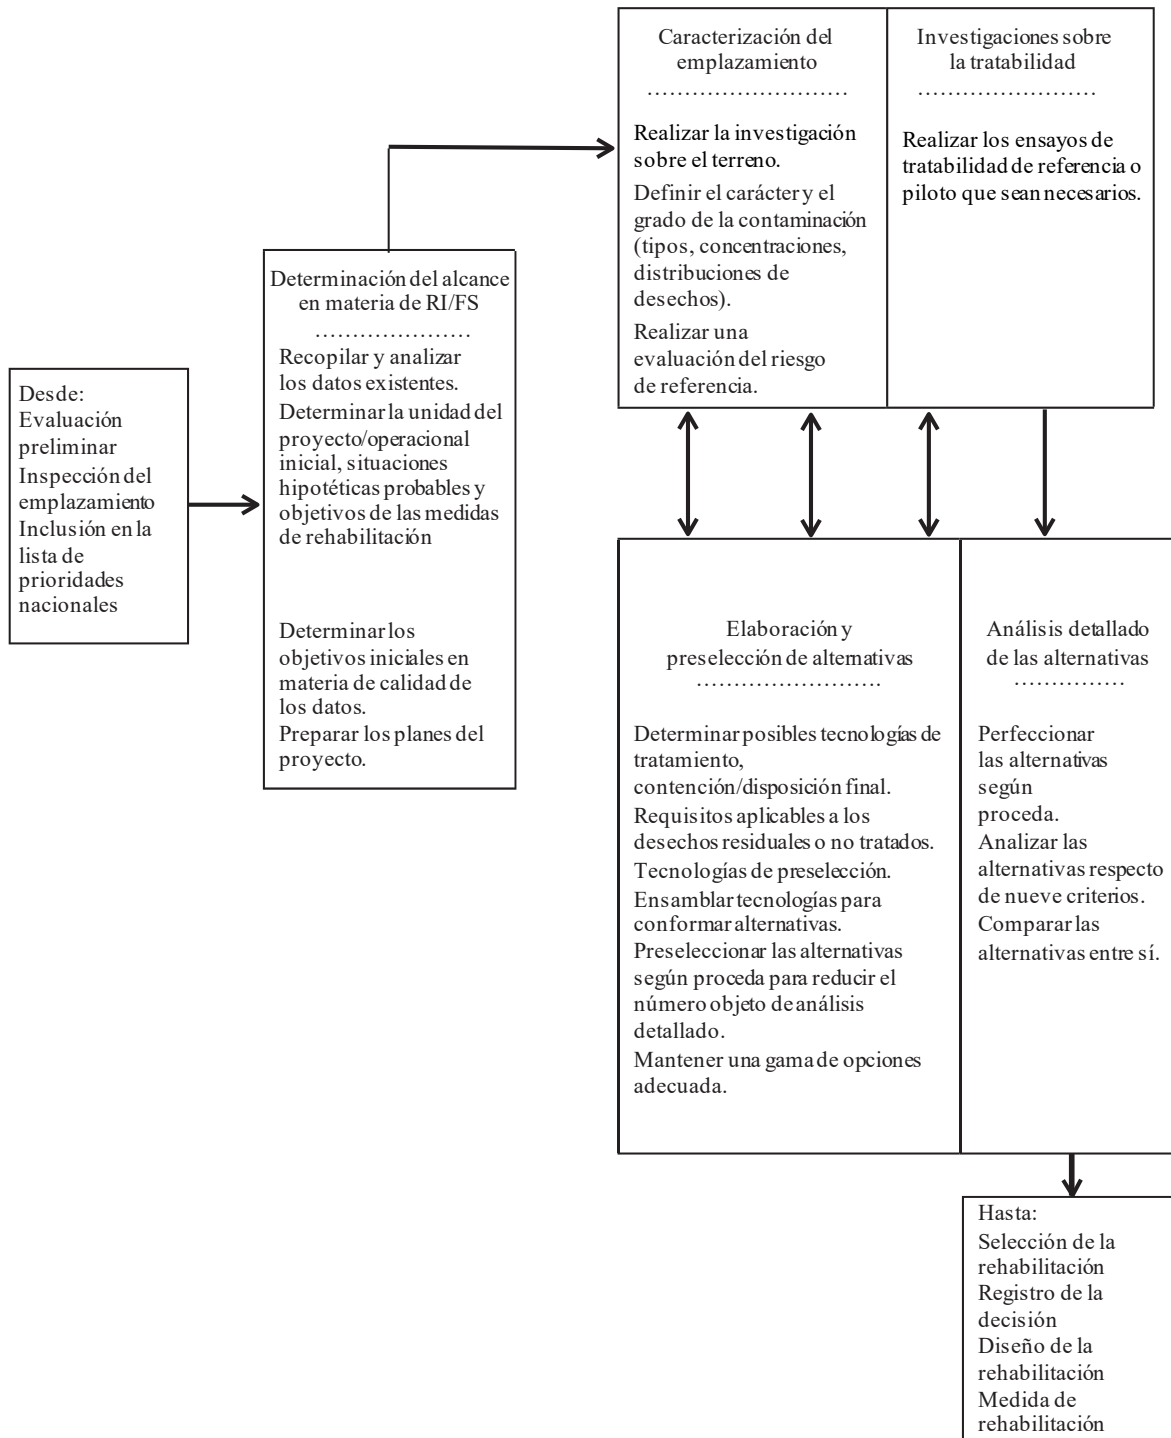 Desde:
Evaluación
preliminar
Inspección del
emplazamiento
Inclusión en la
lista de
prioridades
nacionales
Determinación del alcance
en materia de RI/FS
………………….
Recopilar y analizar
los datos existentes.
Determinar la unidad del
proyecto/operacional
inicial, situaciones
hipotéticas probables y
objetivos de las medidas
de rehabilitación
Determinar los
objetivos iniciales en
materia de calidad de
los datos.
Preparar los planes del
proyecto.
Caracterización del
emplazamiento
………………………
Realizar la investigación
sobre el terreno.
Definir el carácter y el
grado de la contaminación
(tipos, concentraciones,
distribuciones de
desechos).
Realizar una
evaluación del riesgo
de referencia.
Investigaciones sobre
la tratabilidad
……………………
Realizar los ensayos de
tratabilidad de referencia o
piloto que sean necesarios.
Elaboración y
preselección de alternativas
…………………….
Determinar posibles tecnologías de
tratamiento,
contención/disposición final.
Requisitos aplicables a los
desechos residuales o no tratados.
Tecnologías de preselección.
Ensamblar tecnologías para
conformar alternativas.
Preseleccionar las alternativas
según proceda para reducir el
número objeto de análisis
detallado.
Mantener una gama de opciones
adecuada.
Análisis detallado
de las alternativas
……………
Perfeccionar
las alternativas
según
proceda.
Analizar las
alternativas respecto
de nueve criterios.
Comparar las
alternativas entre sí.
Hasta:
Selección de la
rehabilitación
Registro de la
decisión
Diseño de la
rehabilitación
Medida de
rehabilitación